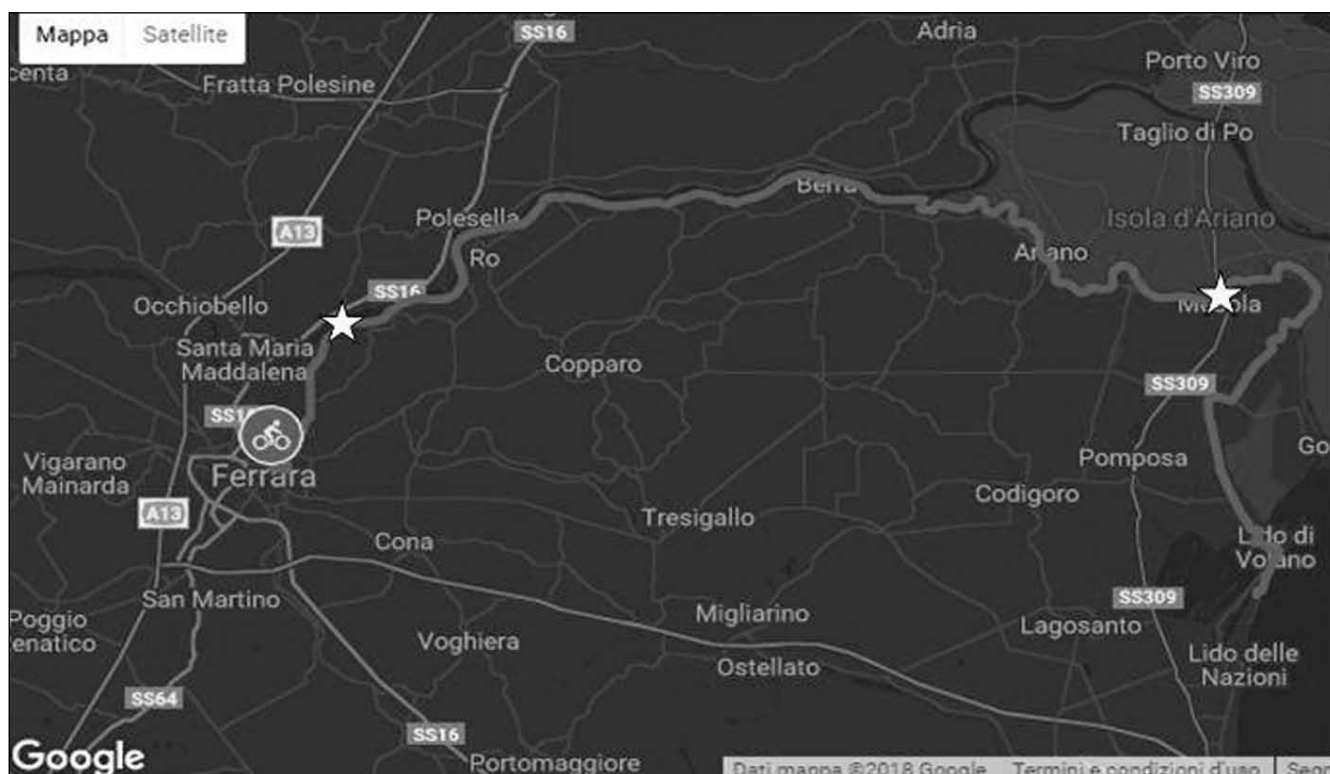 Mappa Satellite
SS16
Adria
Porto Viro
centa
Fratta Polesine
SS309
Taglio di Po
Berra
Polesella
Isola d'Ariano
A13
Ro
Ariano
SS16
Occhiobello
Mesola
Santa Maria
Maddalena
Copparo
SS309
Vigarano
Mainarda
Ferrara
Pomposa
Go
Codigoro
A13
Tresigallo
Cona
Lido di
Volano
San Martino
SS309
Poggio
Renatico
Migliarino
Lagosanto
Voghiera
Ostellato
Lido delle
Nazioni
SS64
SS16
Google
Portomaggiore
Dati mappa ©2018 Google Termini e condizioni d'uso